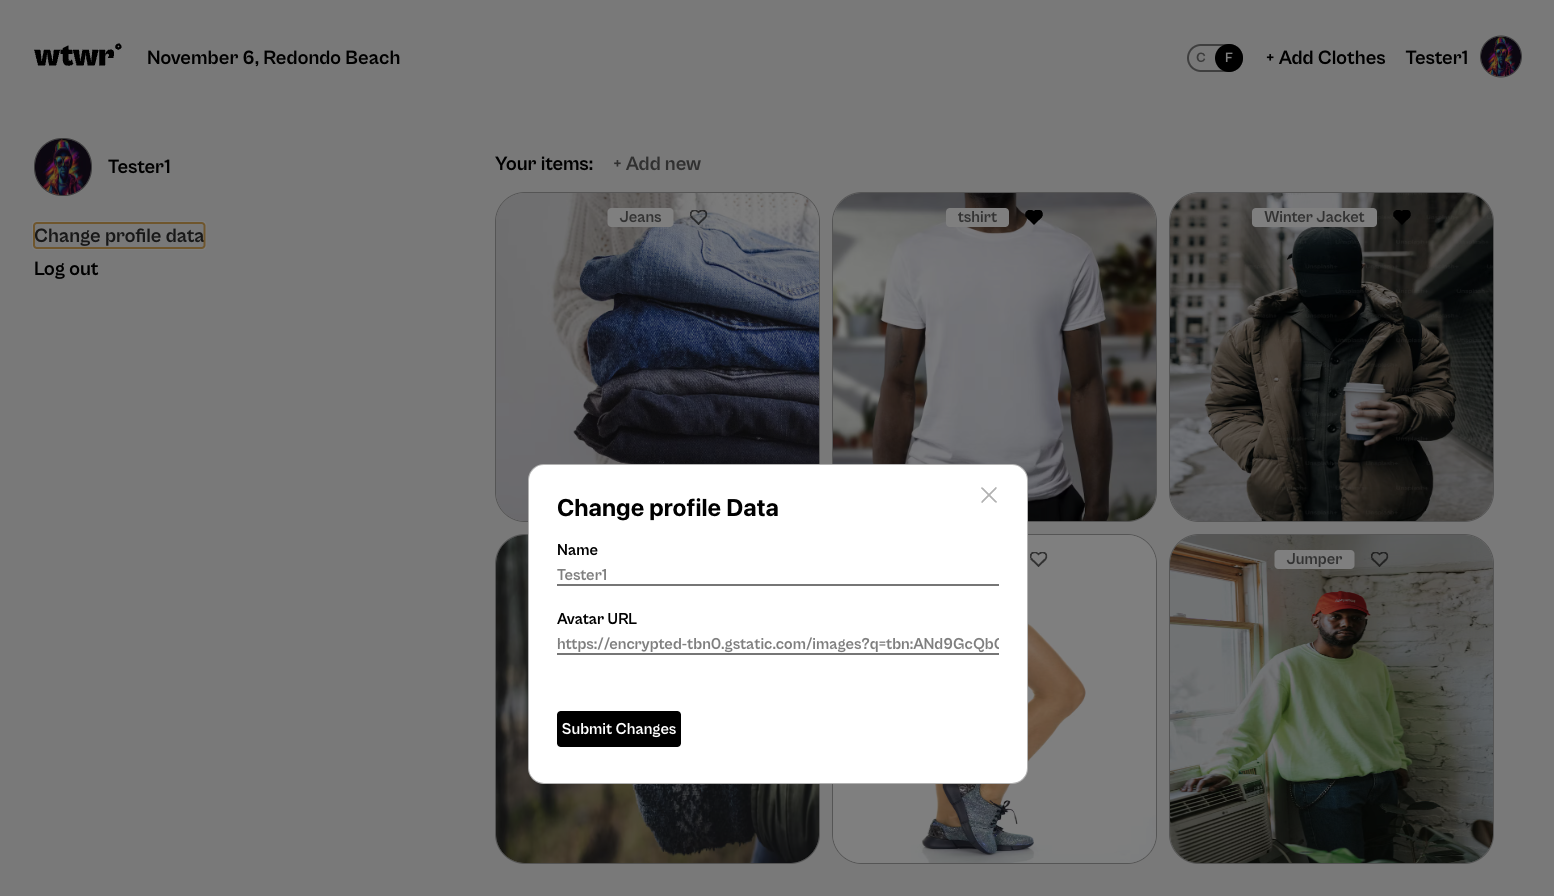 wtwr°
November 6, Redondo Beach
C F
+ Add Clothes
Tester1
Tester1
Change profile data
Log out
Your items:
+ Add new
Jeans
tshirt
Winter Jacket
Jumper
Change profile Data
Name
Tester1
Avatar URL
https://encrypted-tbn0.gstatic.com/images?q=tbn:ANd9GcQb
Submit Changes